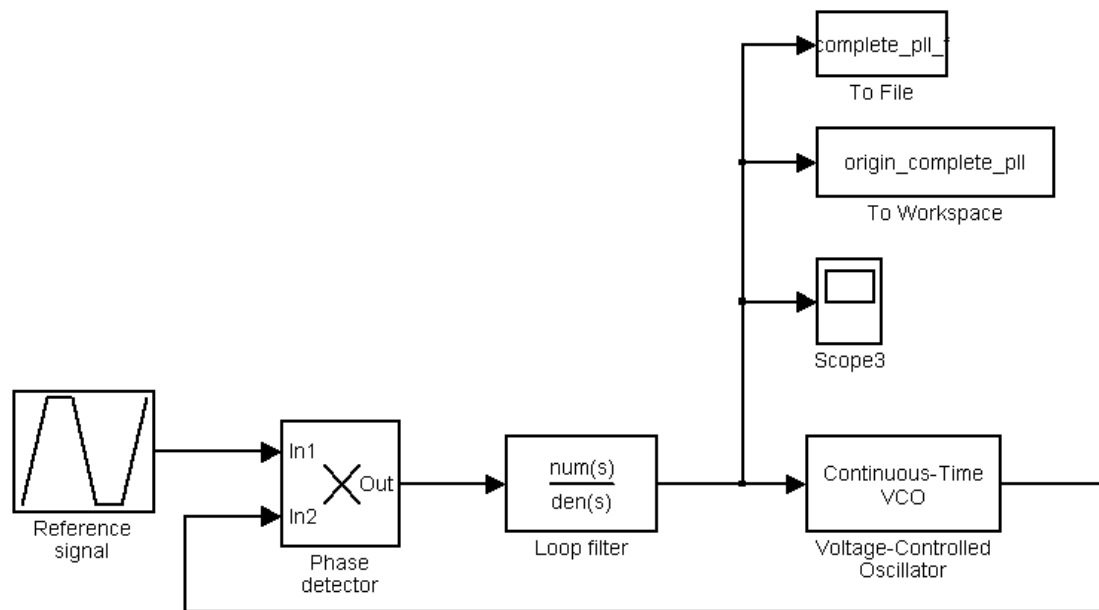 complete_pll_f
To File
origin_complete_pll
To Workspace
Scope3
Reference
signal
In1
In2
Out
Phase
detector
num(s)
den(s)
Loop filter
Continuous-Time
VCO
Voltage-Controlled
Oscillator